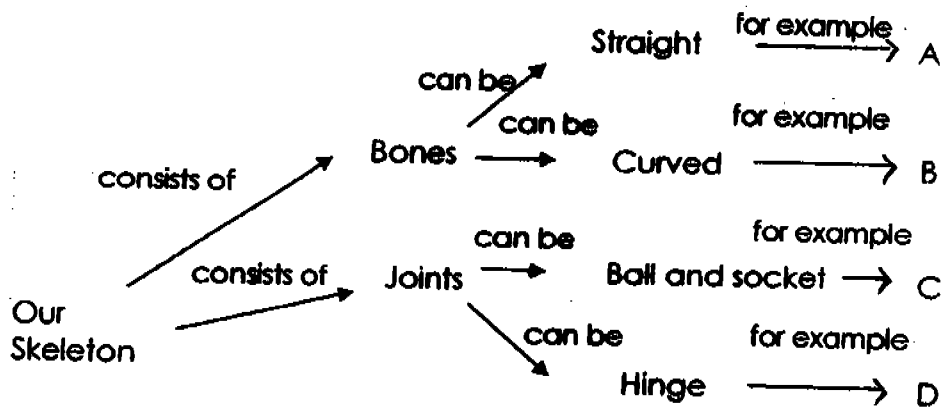 Straight for example A
can be
can be for example
Bones Curved B
consists of
can be for example
consists of Joints Ball and socket C
Our
Skeleton
can be for example
Hinge D